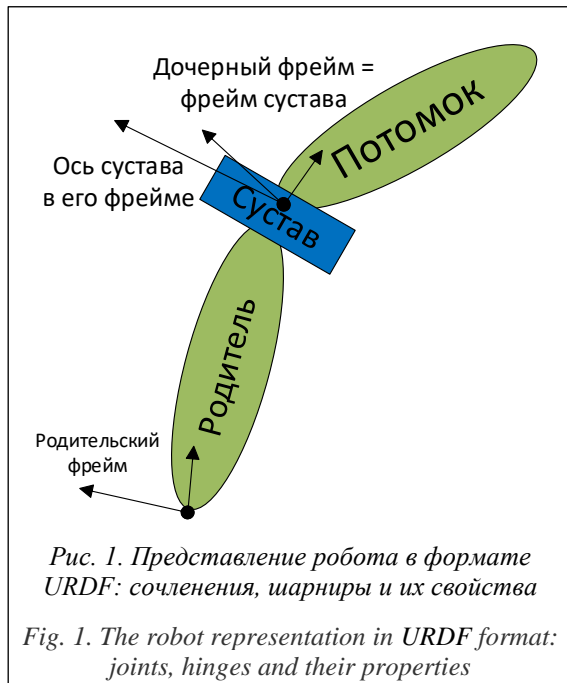 Дочерный фрейм =
фрейм сустава
Потомок
Ось сустава
в его фрейме
Сустав
Родитель
Родительский
фрейм
Рис. 1. Представление робота в формате
URDF: сочленения, шарниры и их свойства
Fig. 1. The robot representation in URDF format:
joints, hinges and their properties